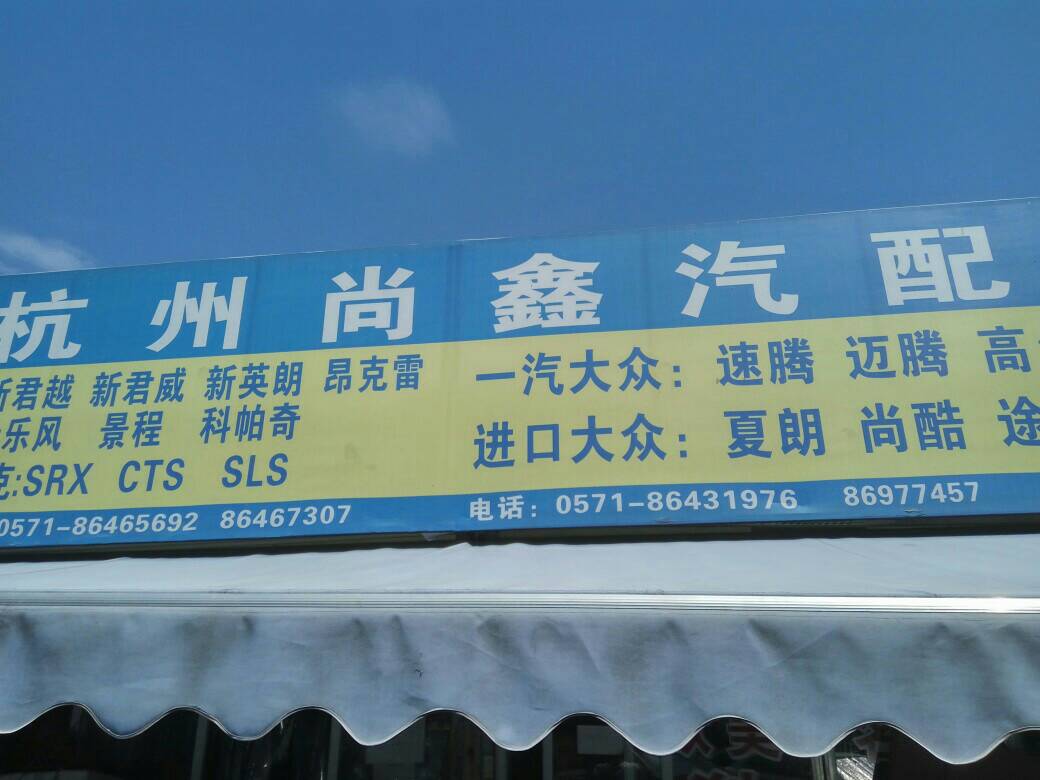 杭州尚鑫汽配
新君越 新君威 新英朗 昂克雷
乐风 景程 科帕奇
克:SRX CTS SLS
0571-86465692 86467307
一汽大众：速腾 迈腾 高
进口大众：夏朗 尚酷 途
电话：0571-86431976 86977457